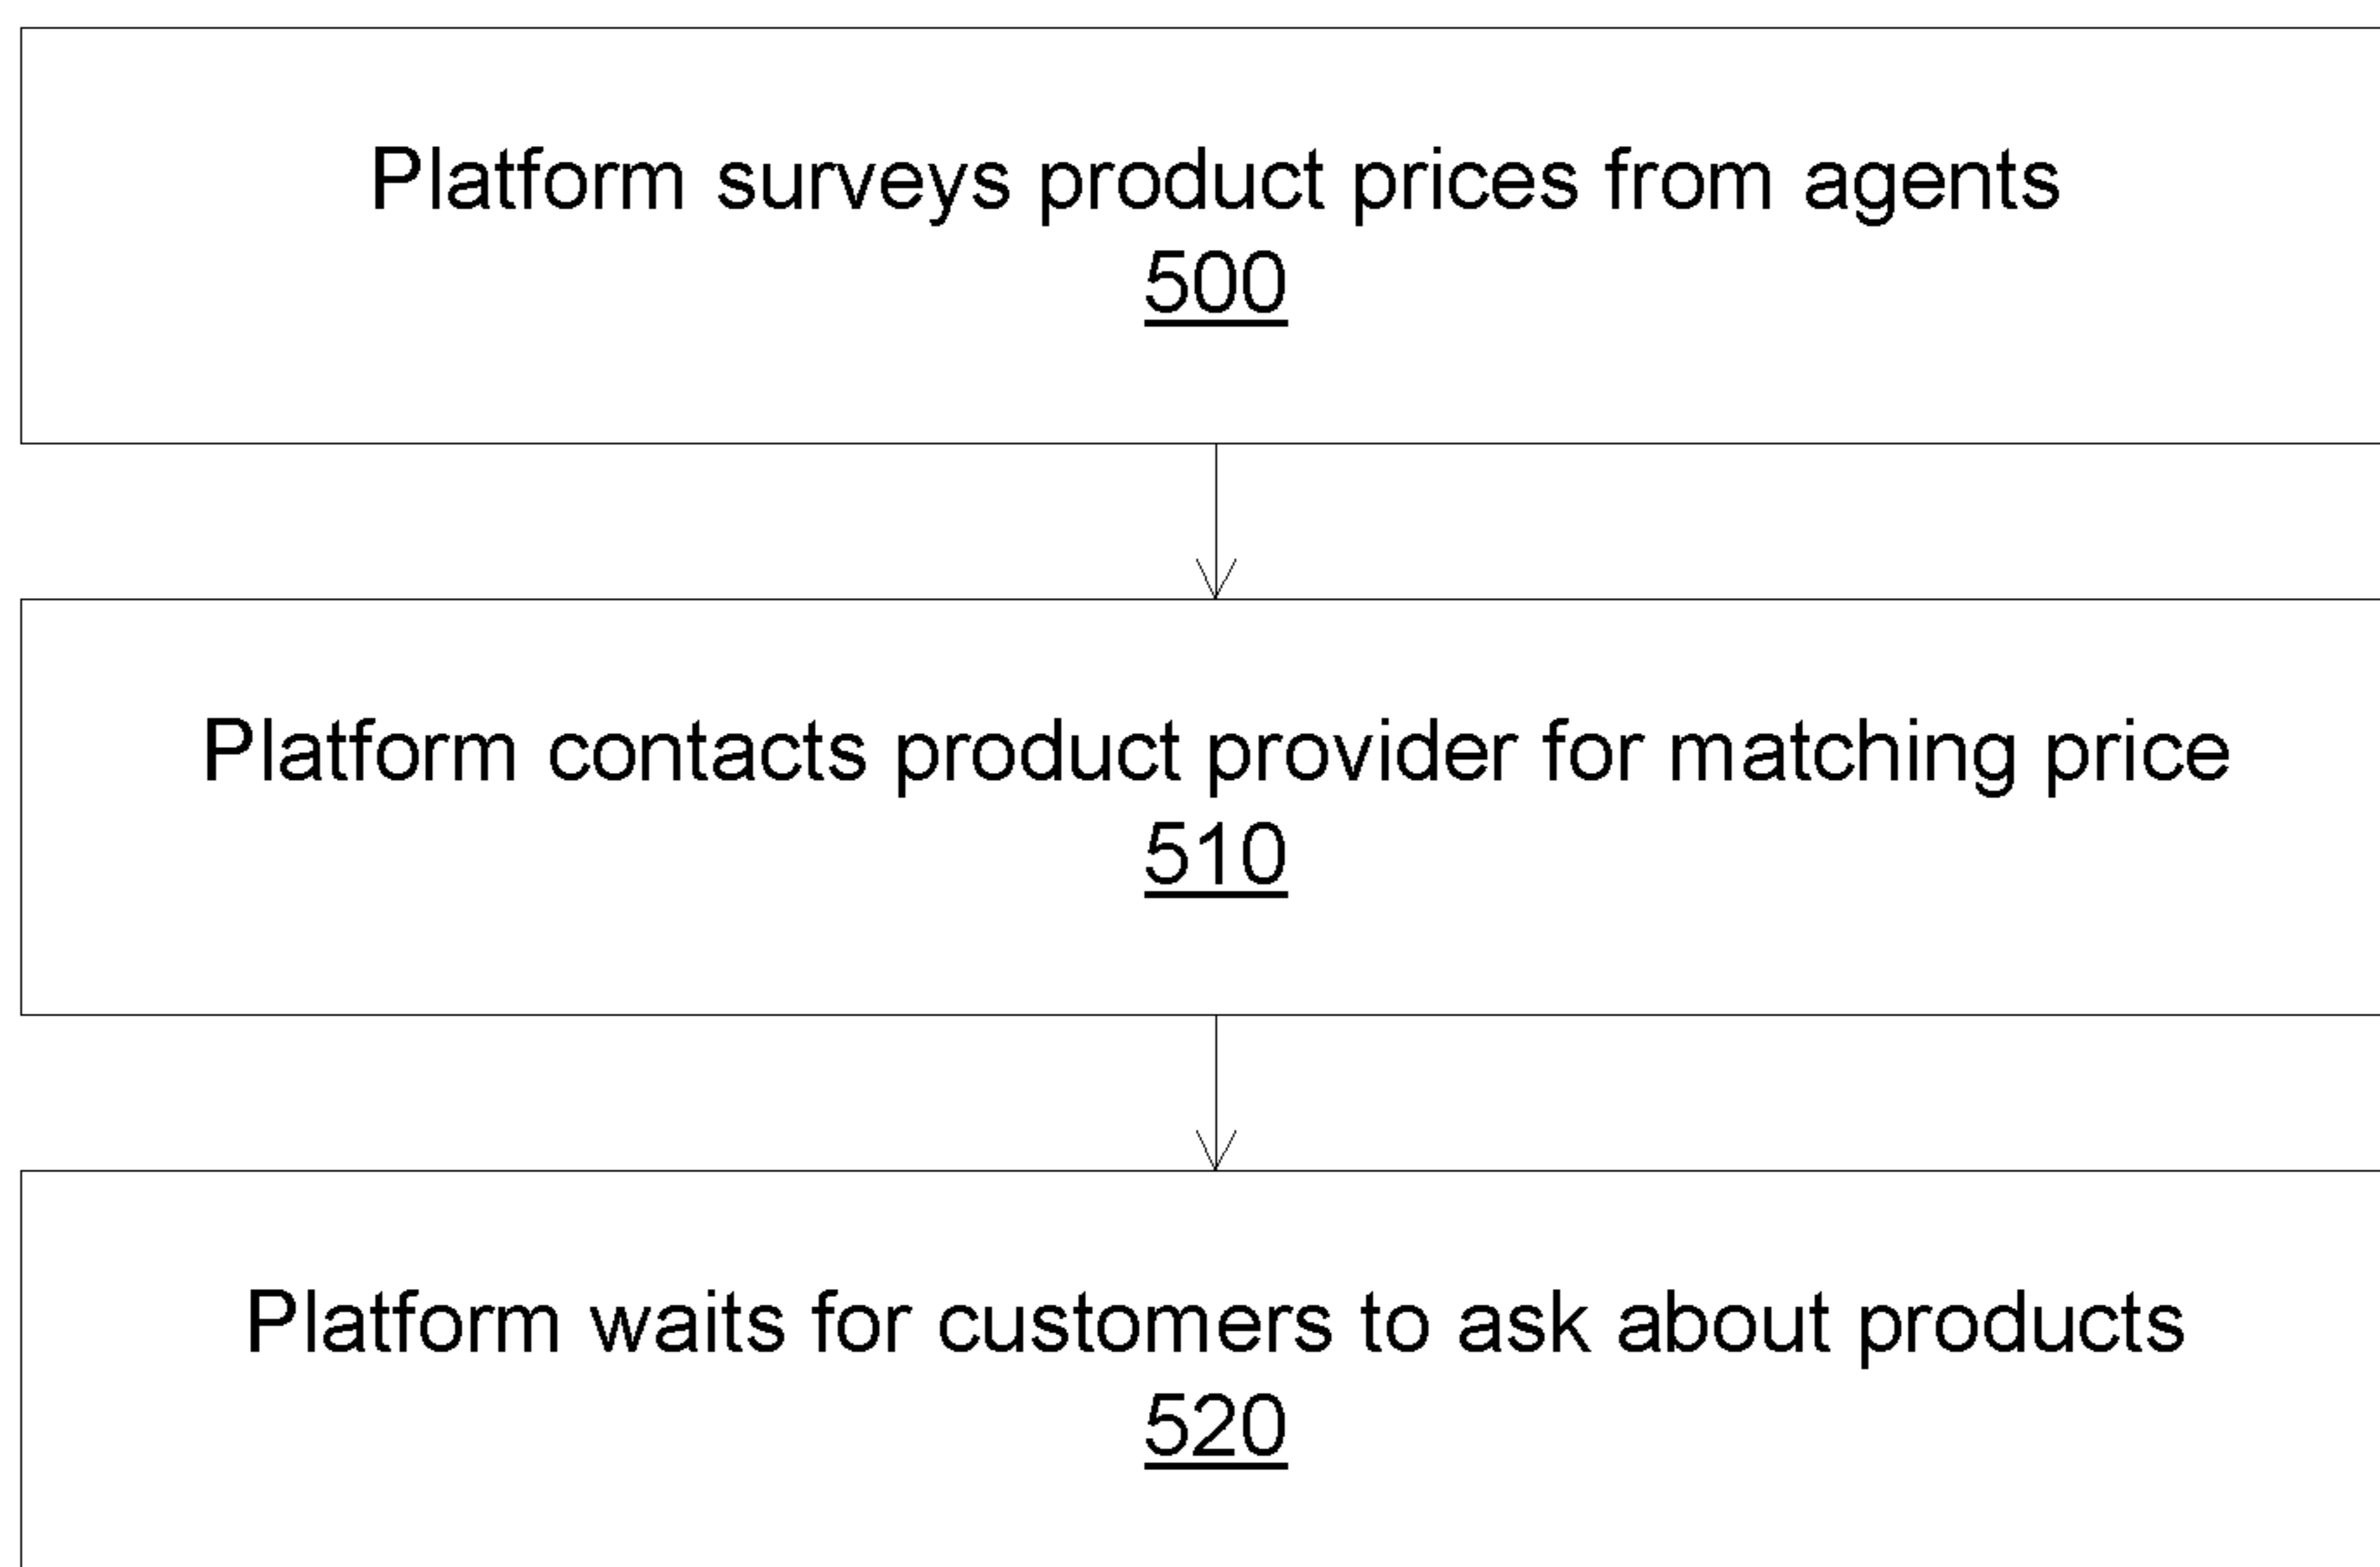 Platform surveys product prices from agents
500
Platform contacts product provider for matching price
510
Platform waits for customers to ask about products
520